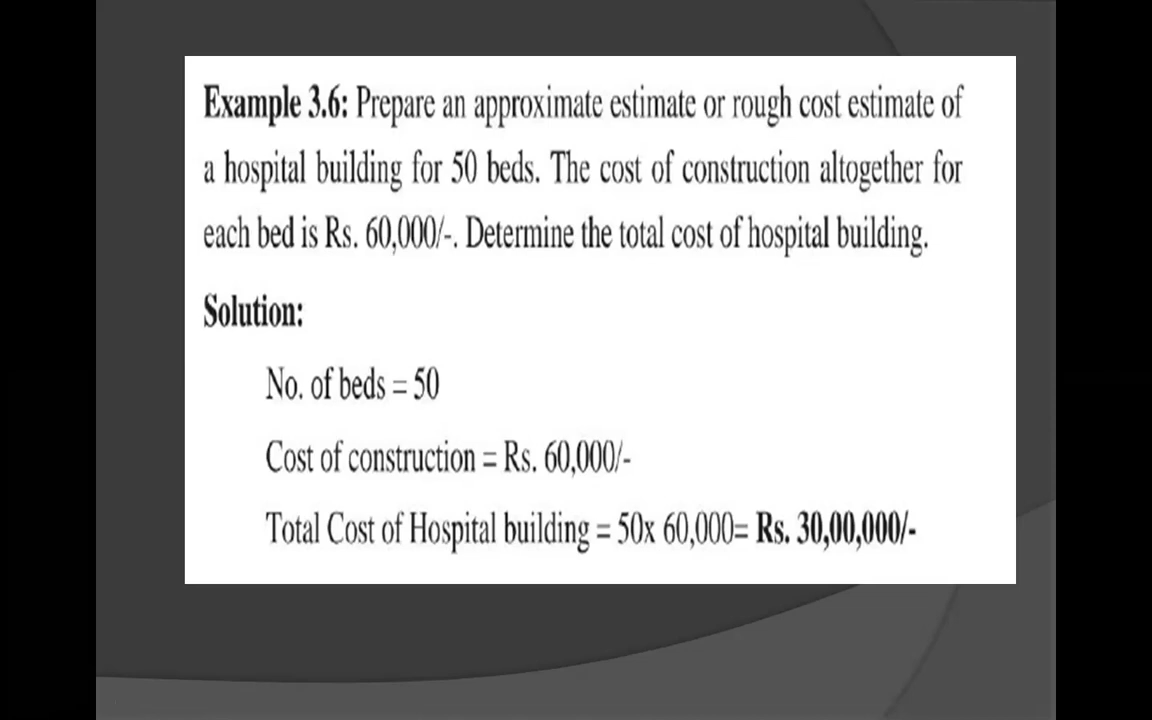 Example 3.6: Prepare an approximate estimate or rough cost estimate of
a hospital building for 50 beds. The cost of construction altogether for
each bed is Rs. 60,000/-. Determine the total cost of hospital building.
Solution:
No. of beds = 50
Cost of construction = Rs. 60,000/-
Total Cost of Hospital building = 50x 60,000= Rs. 30,00,000/-